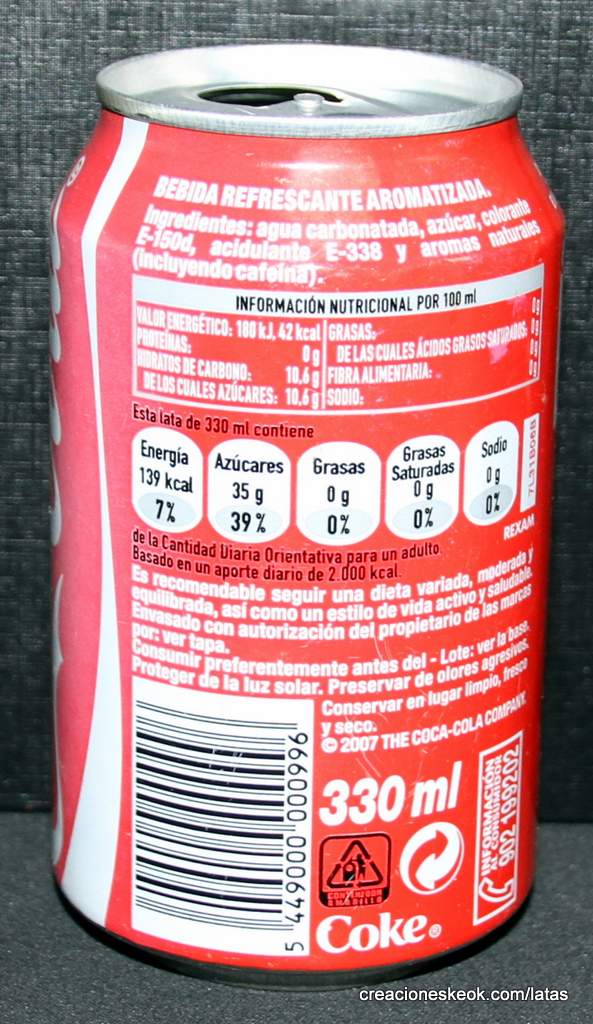 BEBIDA REFRESCANTE AROMATIZADA.
Ingredientes: agua carbonatada, azúcar, colorante
E-150d, acidulante E-338 y aromas naturales
(incluyendo cafeína).
INFORMACIÓN NUTRICIONAL POR 100 ml
VALOR ENERGÉTICO: 180 kJ, 42 kcal
PROTEÍNAS: 0 g
HIDRATOS DE CARBONO: 10,6 g
DE LOS CUALES AZÚCARES: 10,6 g
GRASAS:
DE LAS CUALES ÁCIDOS GRASOS SATURADOS:
FIBRA ALIMENTARIA:
SODIO:
Esta lata de 330 ml contiene
Energía
139 kcal
7%
Azúcares
35 g
39%
Grasas
0 g
0%
Grasas
Saturadas
0 g
0%
Sodio
0 g
0%
7L31B06B
REXAM
de la Cantidad Diaria Orientativa para un adulto.
Basado en un aporte diario de 2.000 kcal.
Es recomendable seguir una dieta variada, moderada y
equilibrada, así como un estilo de vida activo y saludable.
Envasado con autorización del propietario de las marcas
por: ver tapa.
Consumir preferentemente antes del - Lote: ver la base.
Proteger de la luz solar. Preservar de olores agresivos.
Conservar en lugar limpio, fresco
y seco.
© 2007 THE COCA-COLA COMPANY.
330 ml
5 449000 000996
CONTENEDOR
AMARILLO
INFORMACIÓN
AL CONSUMIDOR
902 198202
Coke®
creacioneskeok.com/latas